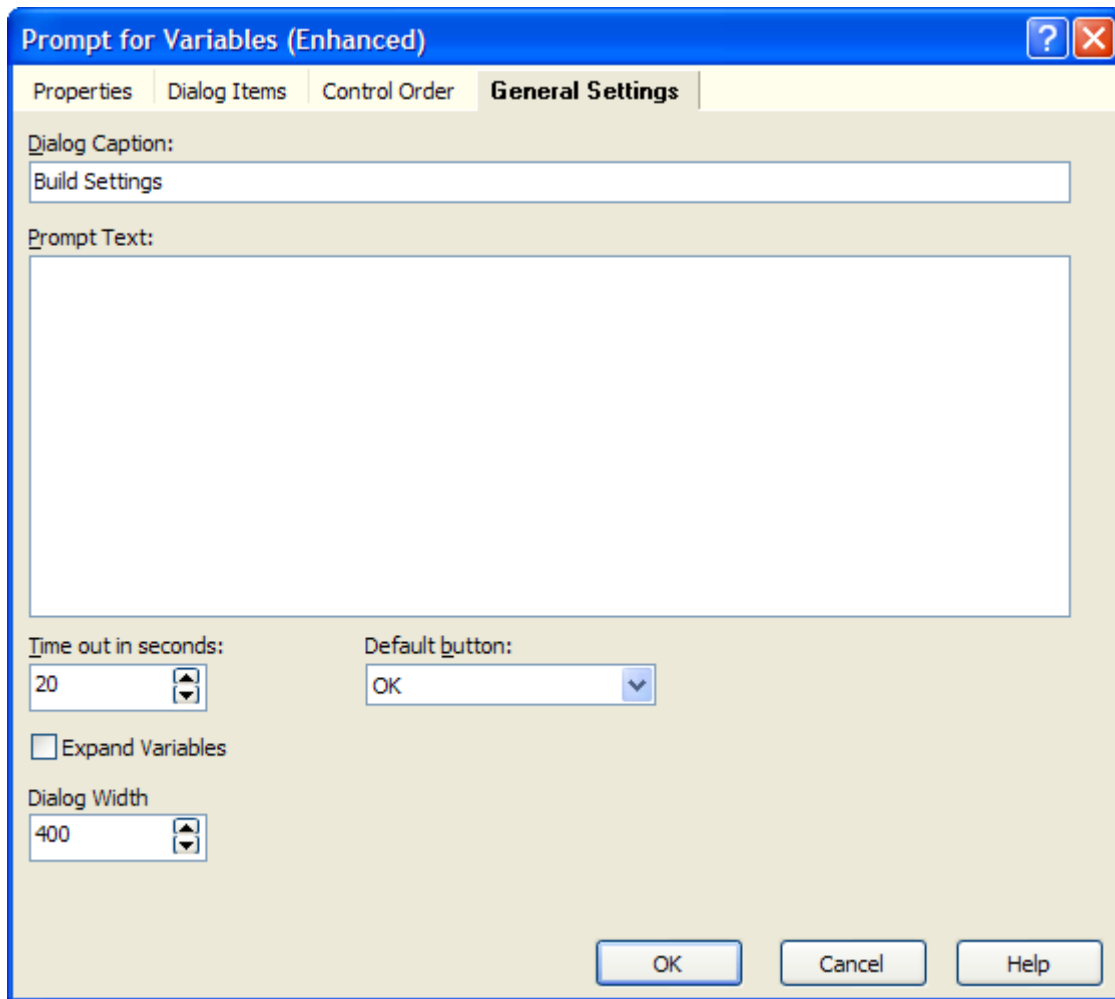 Prompt for Variables (Enhanced)
Properties Dialog Items Control Order General Settings
Dialog Caption:
Build Settings
Prompt Text:
Time out in seconds: Default button:
20 OK
Expand Variables
Dialog Width
400
OK Cancel Help